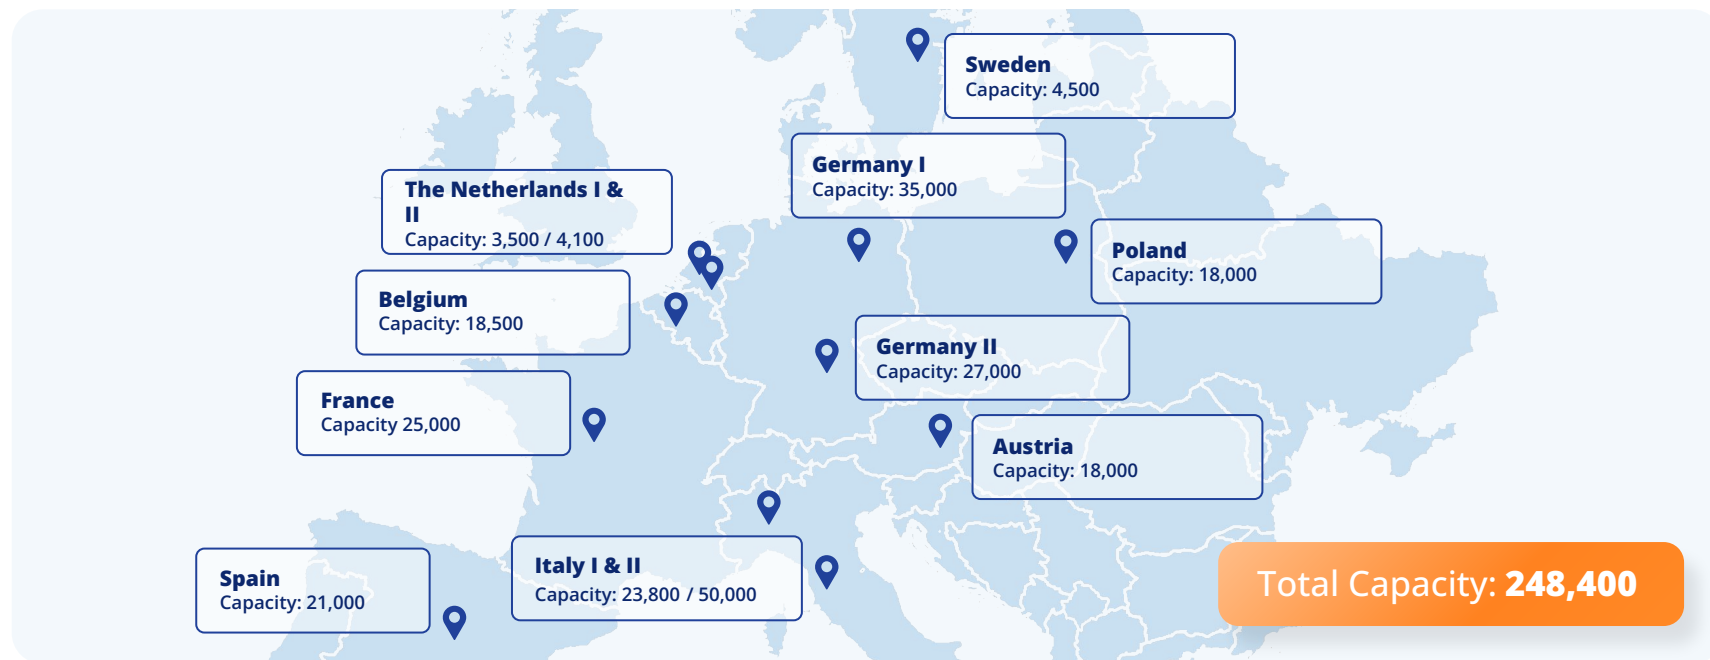 Sweden
Capacity: 4,500
Germany I
Capacity: 35,000
The Netherlands I &
II
Capacity: 3,500 / 4,100
Poland
Capacity: 18,000
Belgium
Capacity: 18,500
Germany II
Capacity: 27,000
France
Capacity 25,000
Austria
Capacity: 18,000
Italy I & II
Capacity: 23,800 / 50,000
Spain
Capacity: 21,000
Total Capacity: 248,400